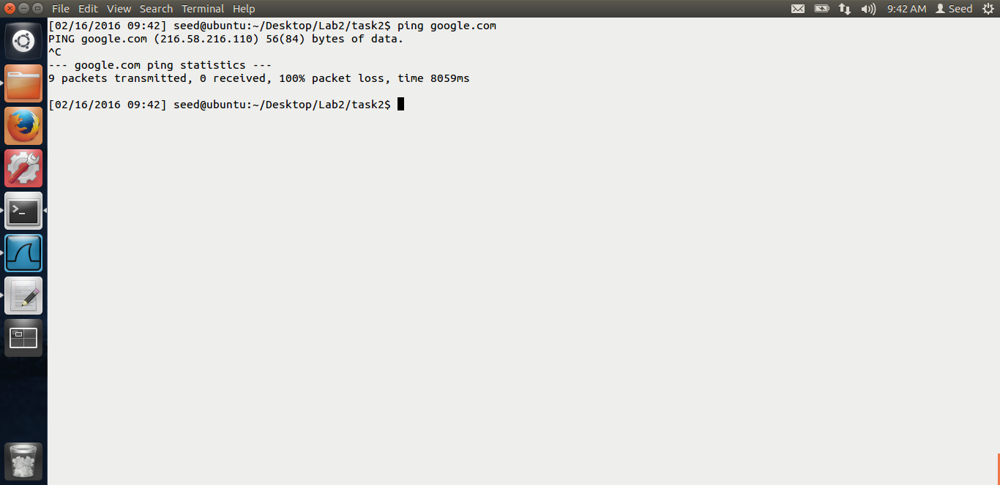 File Edit View Search Terminal Help 9:42 AM Seed
[02/16/2016 09:42] seed@ubuntu:~/Desktop/Lab2/task2$ ping google.com
PING google.com (216.58.216.110) 56(84) bytes of data.
^C
--- google.com ping statistics ---
9 packets transmitted, 0 received, 100% packet loss, time 8059ms
[02/16/2016 09:42] seed@ubuntu:~/Desktop/Lab2/task2$